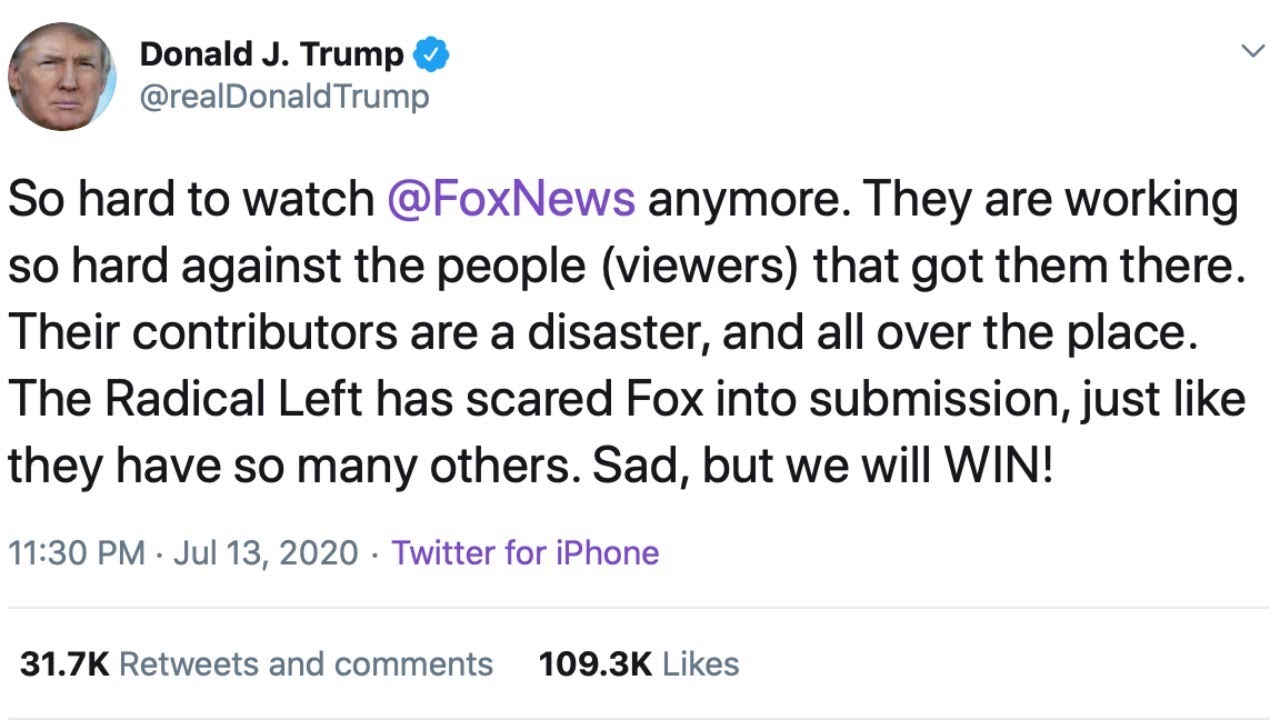 Donald J. Trump
@realDonaldTrump
So hard to watch @FoxNews anymore. They are working
so hard against the people (viewers) that got them there.
Their contributors are a disaster, and all over the place.
The Radical Left has scared Fox into submission, just like
they have so many others. Sad, but we will WIN!
11:30 PM · Jul 13, 2020 · Twitter for iPhone
31.7K Retweets and comments 109.3K Likes